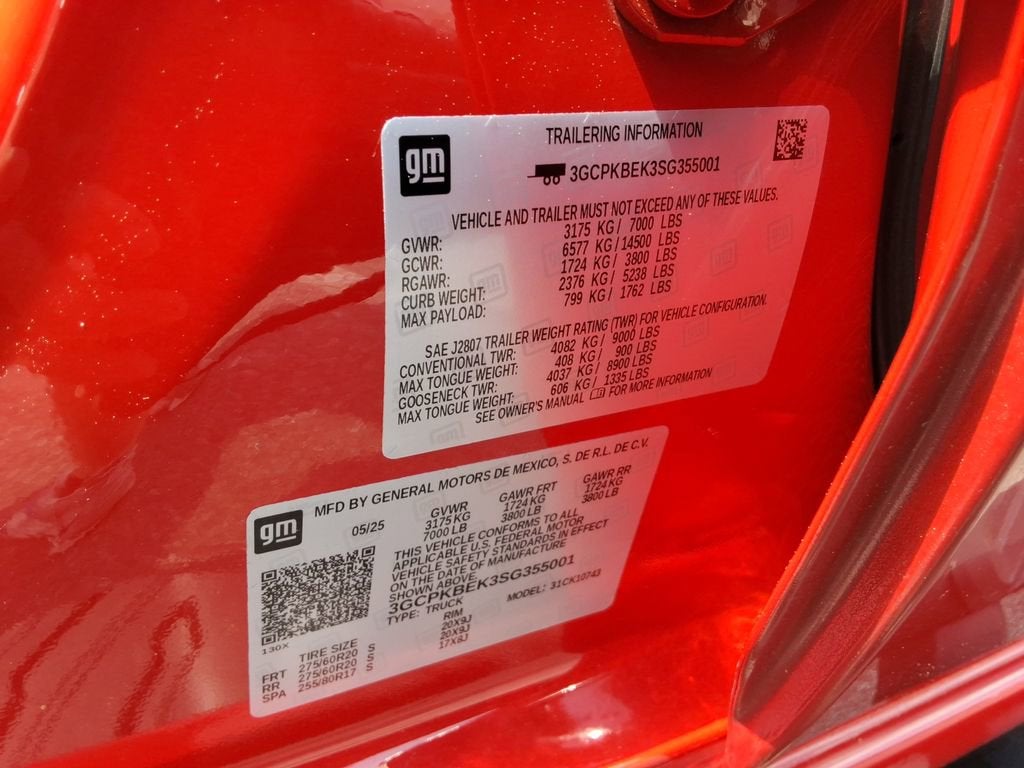 gm
TRAILERING INFORMATION
3GCPKBEK3SG355001
VEHICLE AND TRAILER MUST NOT EXCEED ANY OF THESE VALUES.
GVWR: 3175 KG / 7000 LBS
GCWR: 6577 KG / 14500 LBS
RGAWR: 1724 KG / 3800 LBS
CURB WEIGHT: 2376 KG / 5238 LBS
MAX PAYLOAD: 799 KG / 1762 LBS
SAE J2807 TRAILER WEIGHT RATING (TWR) FOR VEHICLE CONFIGURATION.
CONVENTIONAL TWR: 4082 KG / 9000 LBS
MAX TONGUE WEIGHT: 408 KG / 900 LBS
GOOSENECK TWR: 4037 KG / 8900 LBS
MAX TONGUE WEIGHT: 606 KG / 1335 LBS
SEE OWNER'S MANUAL FOR MORE INFORMATION
MFD BY GENERAL MOTORS DE MEXICO, S. DE R.L. DE C.V.
gm
05/25
GVWR GAWR FRT GAWR RR
3175 KG 1724 KG 1724 KG
7000 LB 3800 LB 3800 LB
THIS VEHICLE CONFORMS TO ALL
APPLICABLE U.S. FEDERAL MOTOR
VEHICLE SAFETY STANDARDS IN EFFECT
ON THE DATE OF MANUFACTURE
SHOWN ABOVE.
3GCPKBEK3SG355001
TYPE: TRUCK MODEL: 31CK10743
130X
TIRE SIZE RIM
FRT 275/60R20 S 20X9J
RR 275/60R20 S 20X9J
SPA 255/80R17 S 17X8J